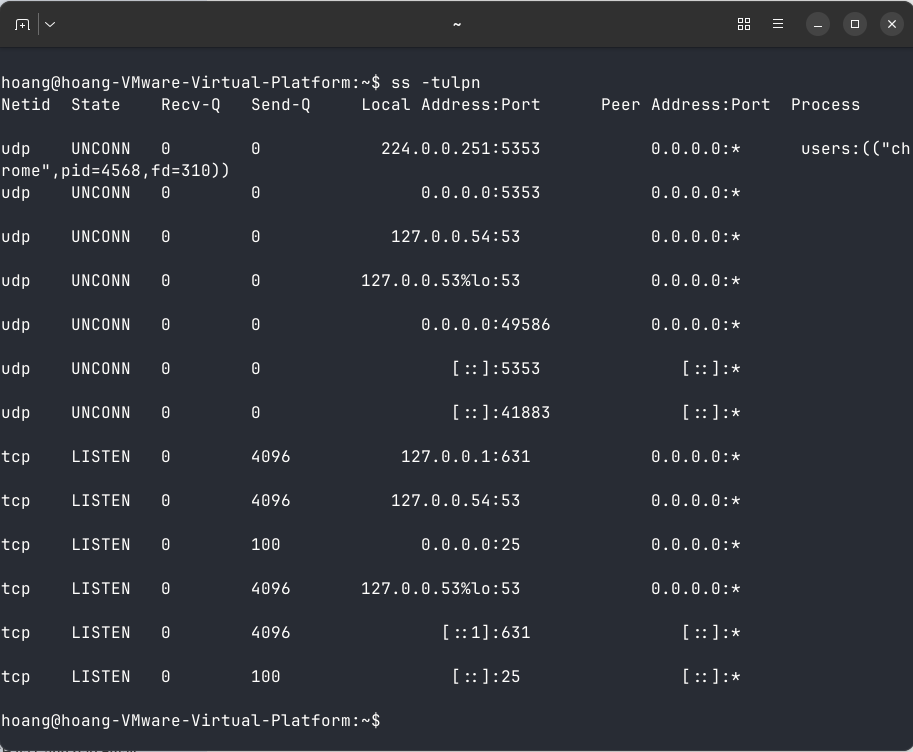 ~
hoang@hoang-VMware-Virtual-Platform:~$ ss -tulpn
Netid  State    Recv-Q   Send-Q     Local Address:Port      Peer Address:Port  Process
udp    UNCONN   0        0            224.0.0.251:5353           0.0.0.0:*      users:(("ch
rome",pid=4568,fd=310))
udp    UNCONN   0        0                0.0.0.0:5353           0.0.0.0:*
udp    UNCONN   0        0             127.0.0.54:53             0.0.0.0:*
udp    UNCONN   0        0          127.0.0.53%lo:53             0.0.0.0:*
udp    UNCONN   0        0                0.0.0.0:49586          0.0.0.0:*
udp    UNCONN   0        0                   [::]:5353              [::]:*
udp    UNCONN   0        0                   [::]:41883             [::]:*
tcp    LISTEN   0        4096           127.0.0.1:631            0.0.0.0:*
tcp    LISTEN   0        4096          127.0.0.54:53             0.0.0.0:*
tcp    LISTEN   0        100              0.0.0.0:25             0.0.0.0:*
tcp    LISTEN   0        4096       127.0.0.53%lo:53             0.0.0.0:*
tcp    LISTEN   0        4096               [::1]:631               [::]:*
tcp    LISTEN   0        100                 [::]:25                [::]:*
hoang@hoang-VMware-Virtual-Platform:~$